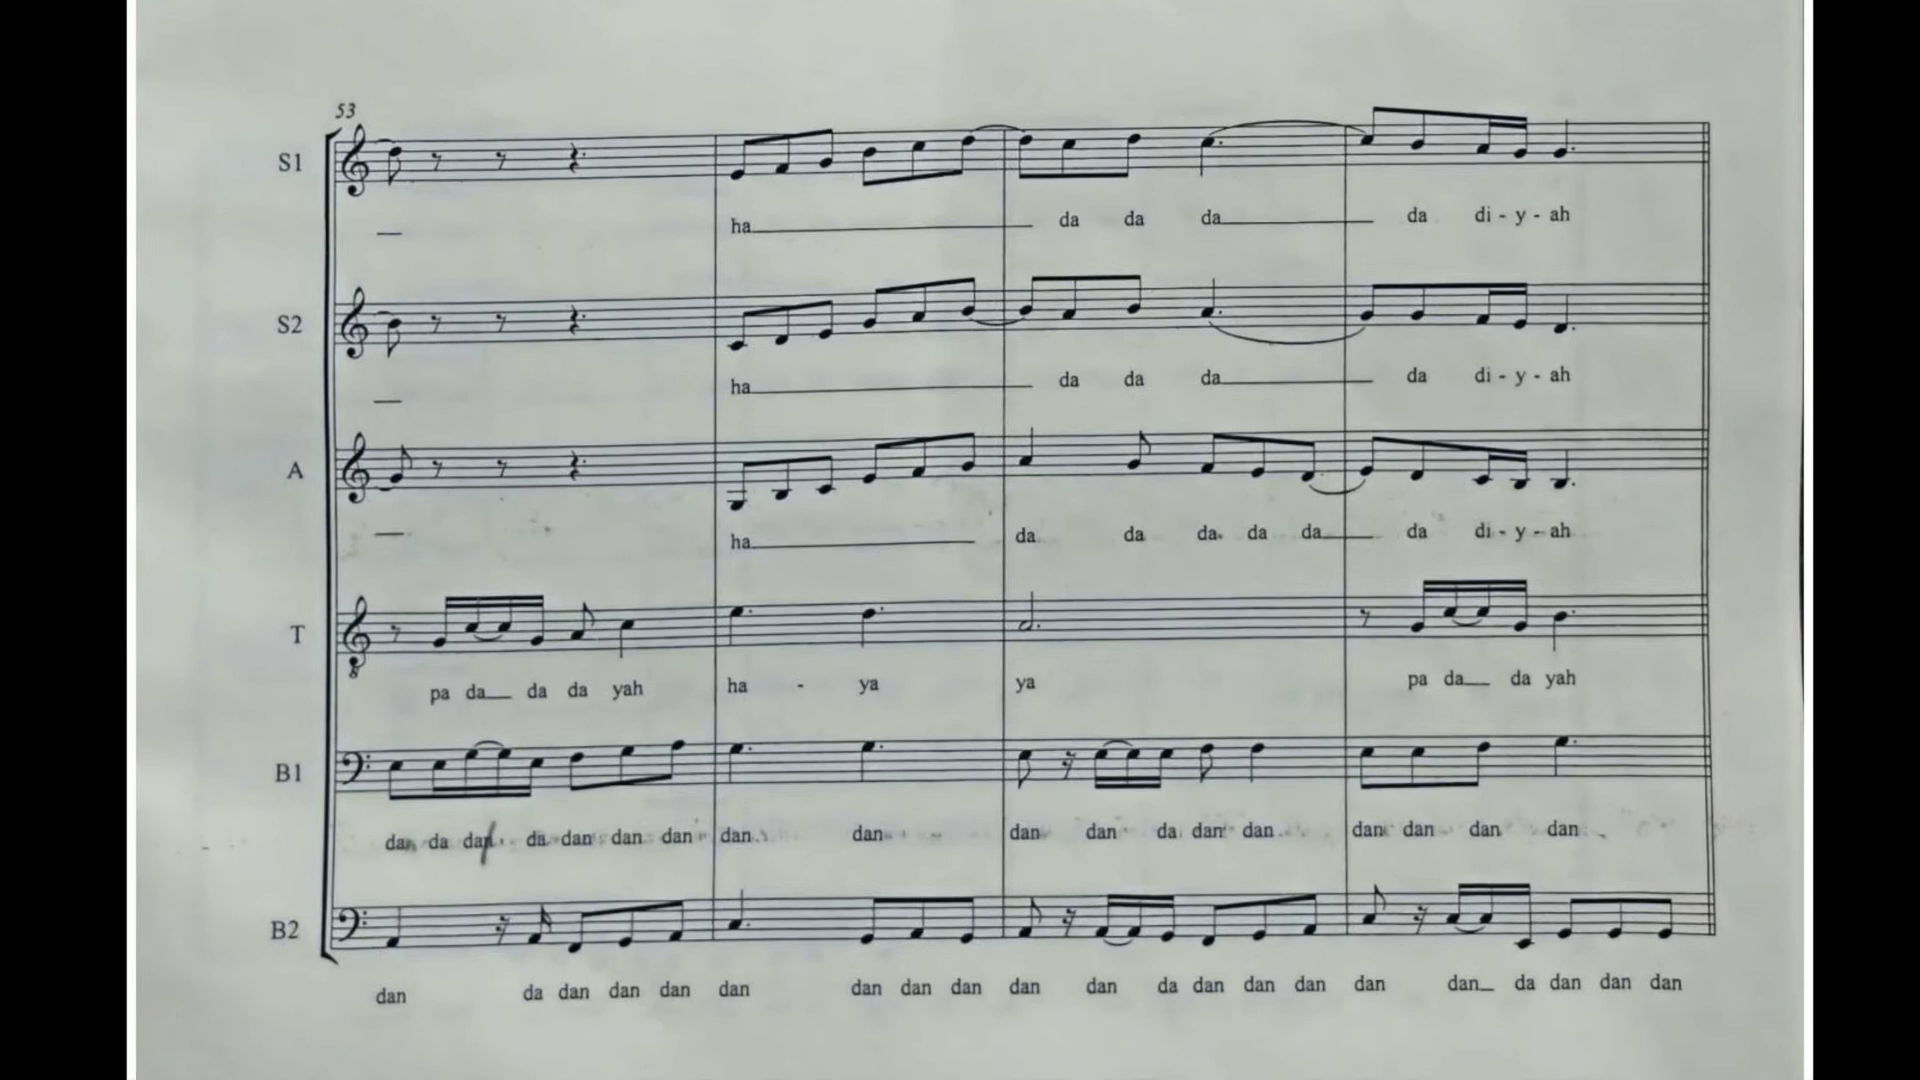 53
S1
ha da da da da di - y - ah
S2
ha da da da da di - y - ah
A
ha da da da da da da di - y - ah
T
8
pa da da da yah ha - ya ya pa da da yah
B1
dan da dan da dan dan dan dan dan dan dan da dan dan dan dan dan dan
B2
dan da dan dan dan dan dan dan dan dan dan da dan dan dan dan dan da dan dan dan